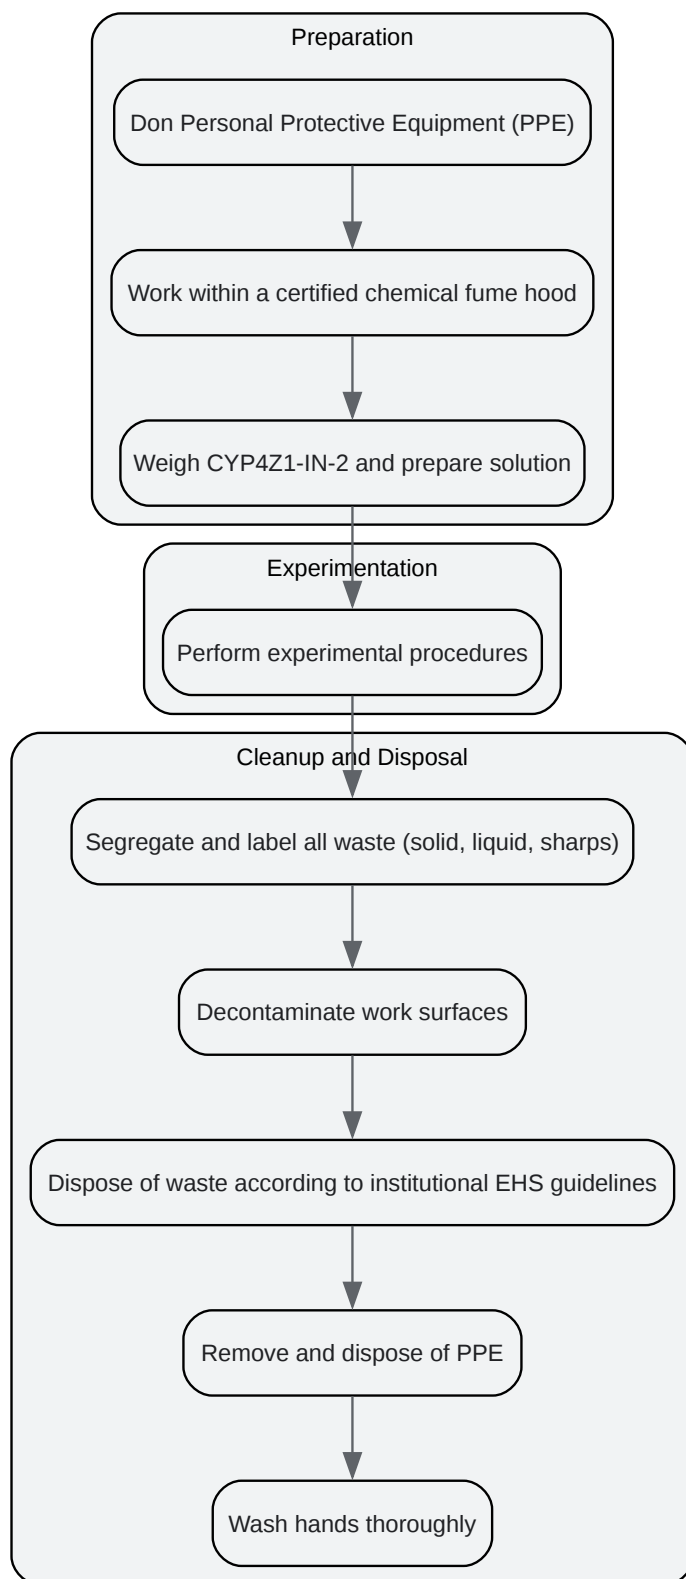 Preparation
Don Personal Protective Equipment (PPE)
Work within a certified chemical fume hood
Weigh CYP4Z1-IN-2 and prepare solution
Experimentation
Perform experimental procedures
Cleanup and Disposal
Segregate and label all waste (solid, liquid, sharps)
Decontaminate work surfaces
Dispose of waste according to institutional EHS guidelines
Remove and dispose of PPE
Wash hands thoroughly